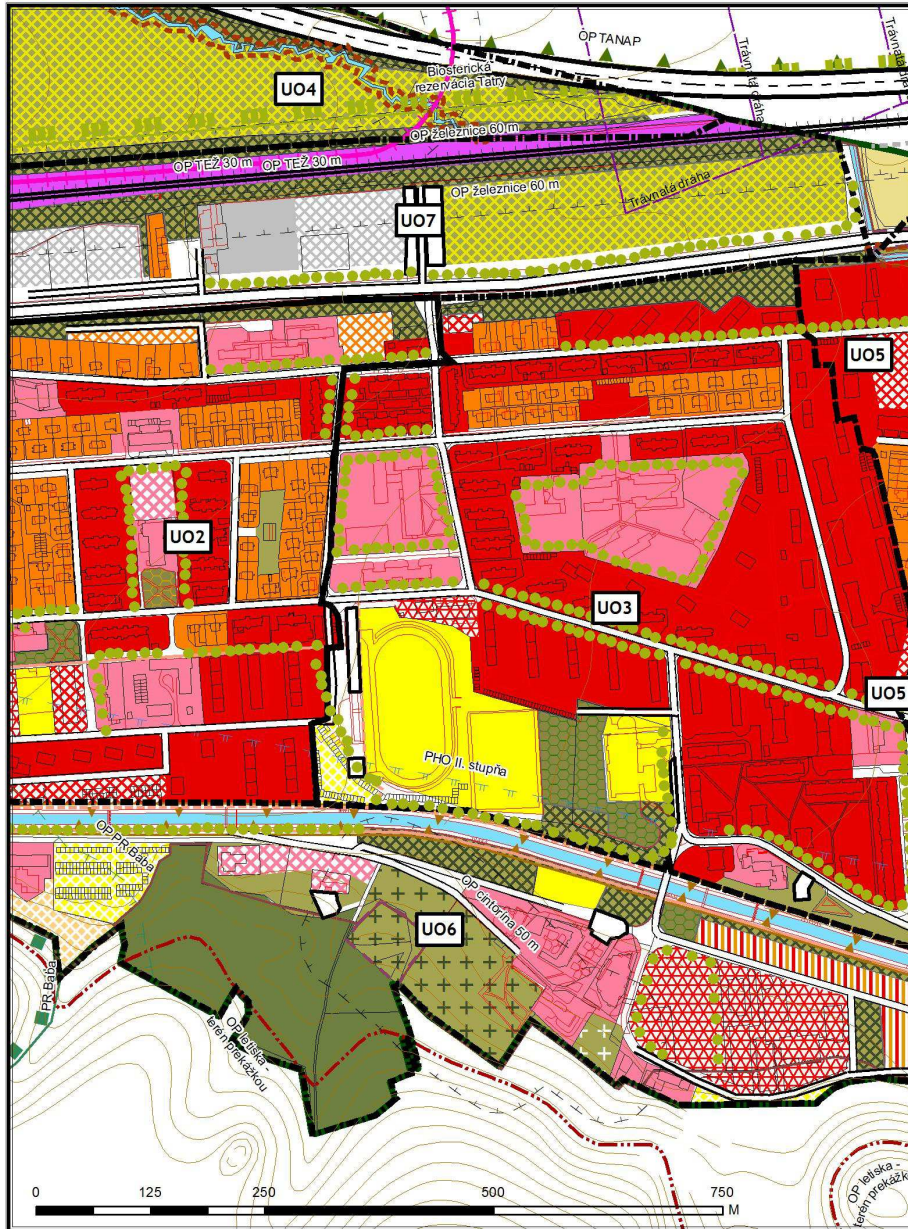 OP TANAP
Trávnatá dráha
Trávnatá dráha
Biosferická
rezervácia Tatry
UO4
OP železnice 60 m
OP TEŽ 30 m
OP TEŽ 30 m
Trávnatá dráha
OP železnice 60 m
UO7
UO5
UO2
UO3
UO5
PHO II. stupňa
OP PR Baba
OP cintorína 50 m
UO6
PR Baba
OP letiska -
terén prekážkou
OP letiska -
terén prekážk
0 125 250 500 750
M